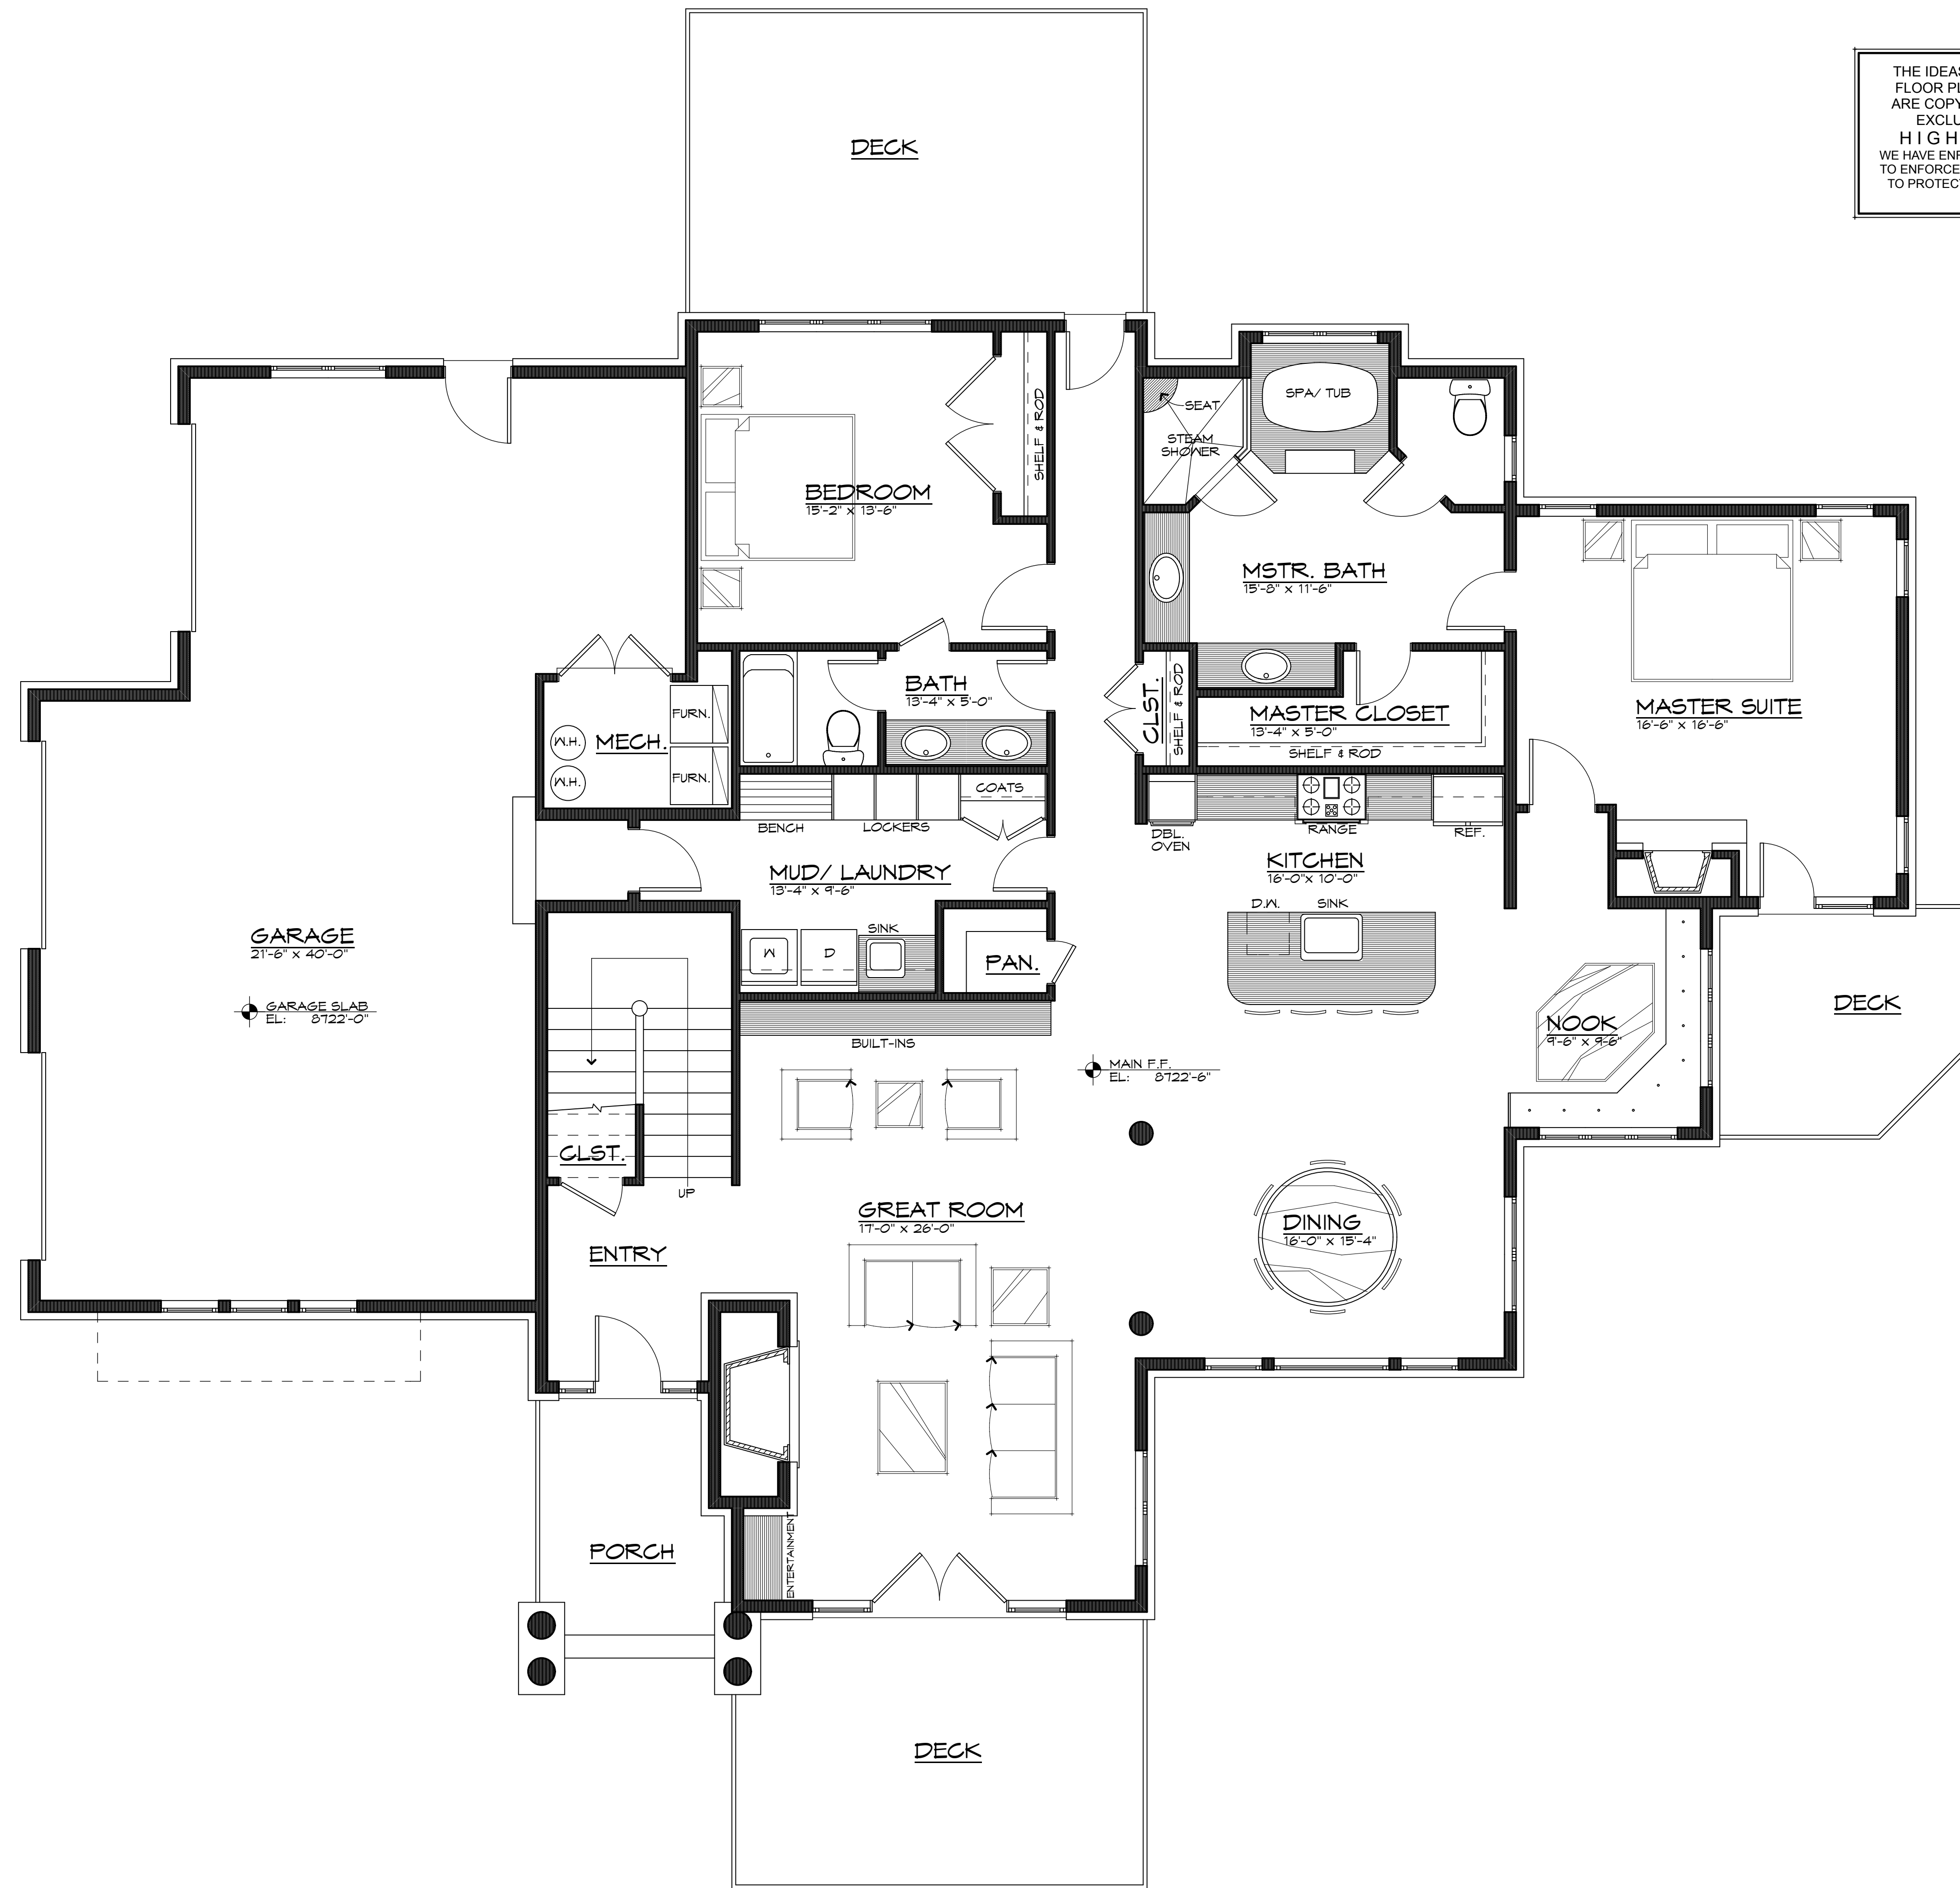 THE IDEAS
FLOOR PL
ARE COPY
EXCLU
HIGH
WE HAVE ENF
TO ENFORCE
TO PROTEC
DECK
SPA/ TUB
SEAT
STEAM
SHOWER
SHELF & ROD
BEDROOM
15'-2" x 13'-6"
MSTR. BATH
15'-8" x 11'-6"
BATH
13'-4" x 5'-0"
CLST.
SHELF & ROD
MASTER CLOSET
13'-4" x 5'-0"
SHELF & ROD
MASTER SUITE
16'-6" x 16'-6"
FURN.
W.H.
MECH.
W.H.
FURN.
COATS
BENCH
LOCKERS
DBL.
OVEN
RANGE
REF.
MUD/ LAUNDRY
13'-4" x 9'-6"
KITCHEN
16'-0"x 10'-0"
D.W.
SINK
GARAGE
21'-6" x 40'-0"
SINK
W
D
PAN.
GARAGE SLAB
EL: 8722'-0"
DECK
NOOK
9'-6" x 9'-6"
BUILT-INS
MAIN F.F.
EL: 8722'-6"
CLST.
UP
GREAT ROOM
17'-0" x 26'-0"
DINING
16'-0" x 15'-4"
ENTRY
PORCH
ENTERTAINMENT
DECK